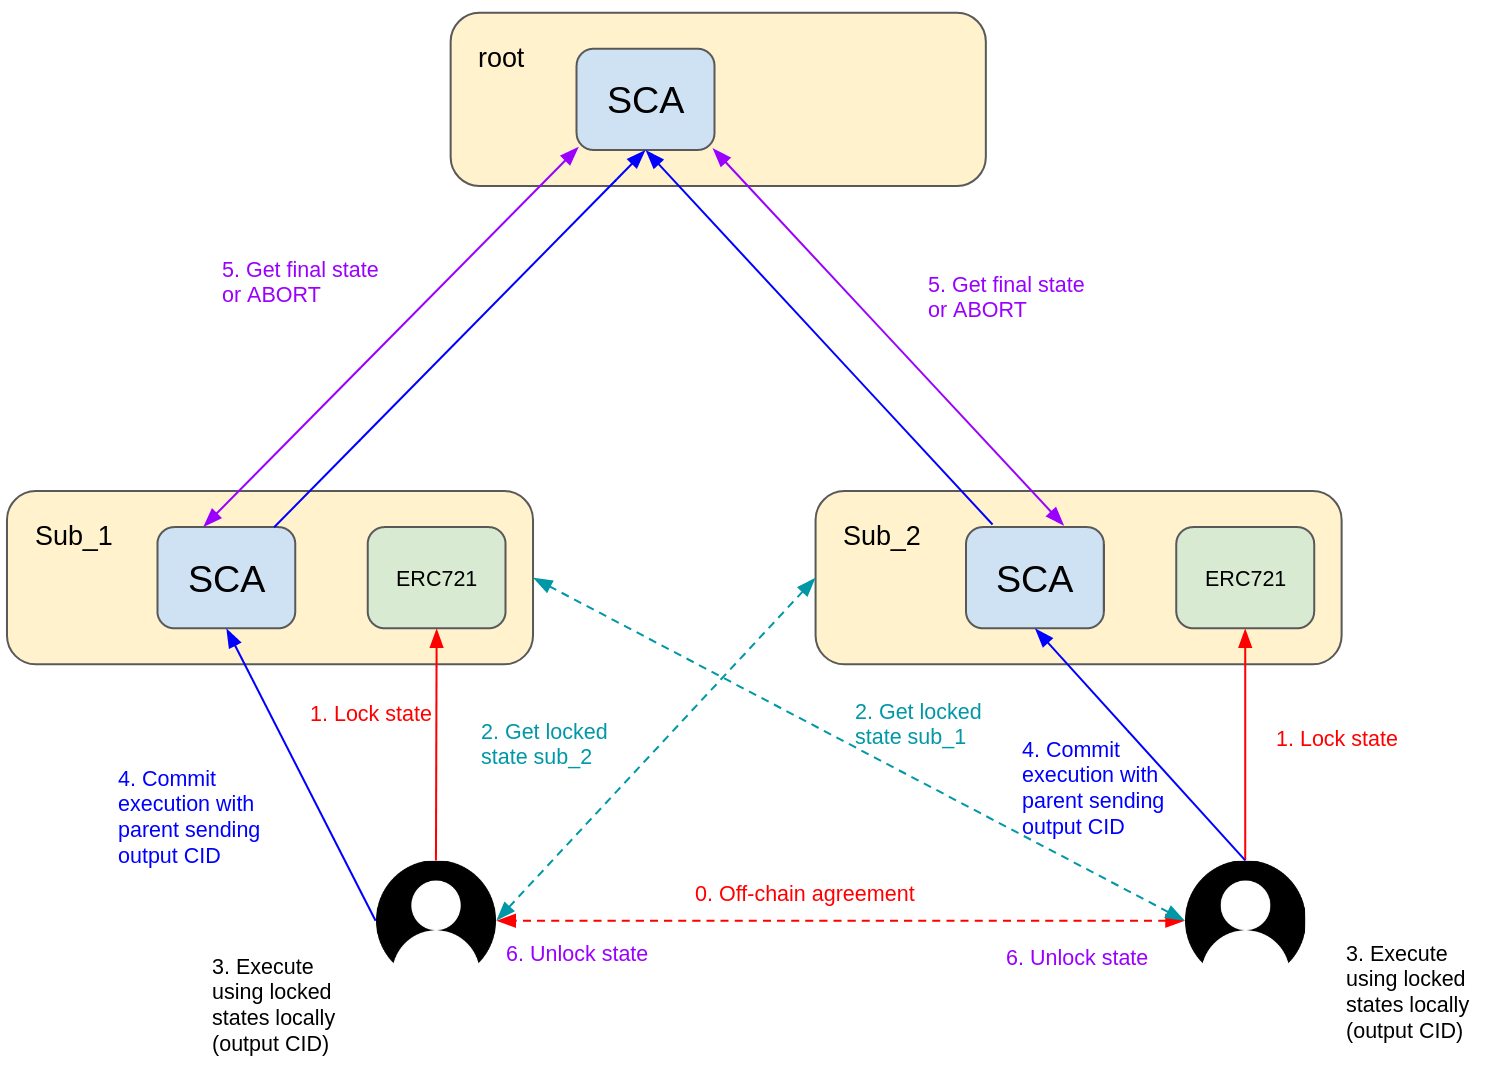 root
SCA
5. Get final state
or ABORT
5. Get final state
or ABORT
Sub_1
SCA
ERC721
Sub_2
SCA
ERC721
1. Lock state
2. Get locked
state sub_2
2. Get locked
state sub_1
1. Lock state
4. Commit
execution with
parent sending
output CID
4. Commit
execution with
parent sending
output CID
0. Off-chain agreement
6. Unlock state
6. Unlock state
3. Execute
using locked
states locally
(output CID)
3. Execute
using locked
states locally
(output CID)